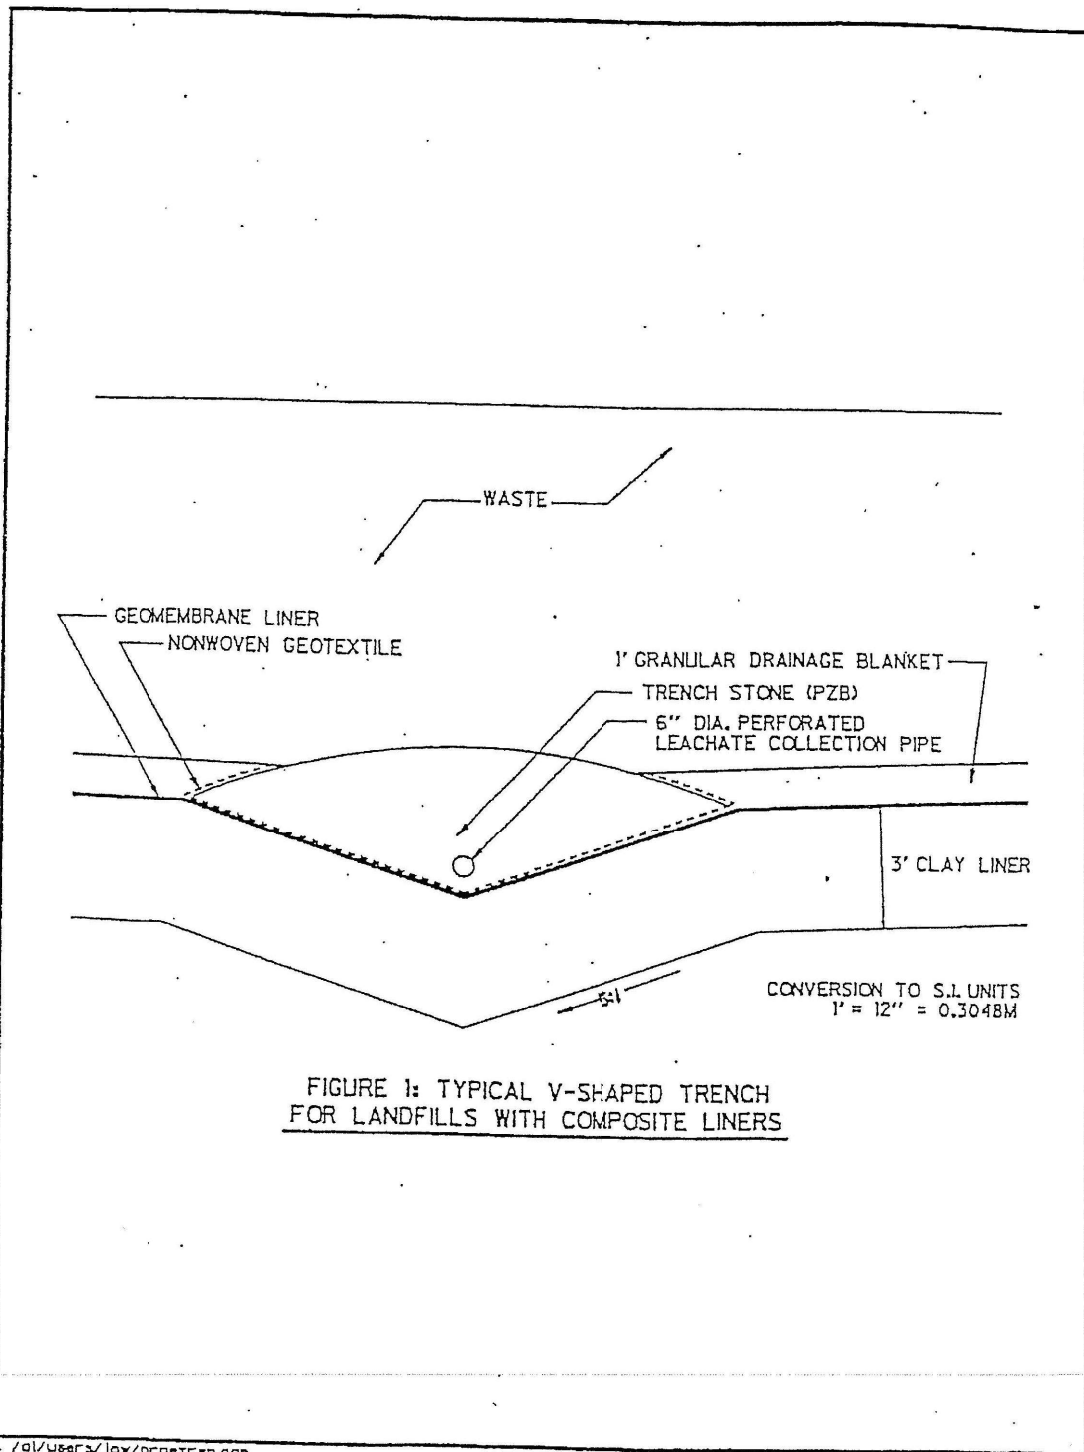 WASTE
GEOMEMBRANE LINER
NONWOVEN GEOTEXTILE
1' GRANULAR DRAINAGE BLANKET
TRENCH STONE (PZB)
6" DIA. PERFORATED
LEACHATE COLLECTION PIPE
3' CLAY LINER
5:1
CONVERSION TO S.I. UNITS
1' = 12" = 0.3048M
FIGURE 1: TYPICAL V-SHAPED TRENCH
FOR LANDFILLS WITH COMPOSITE LINERS